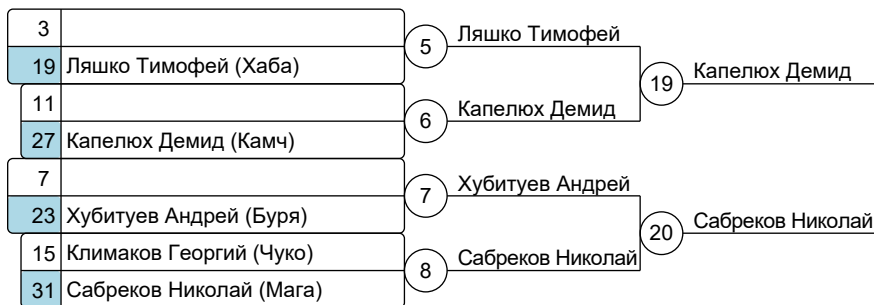 3
19 Ляшко Тимофей (Хаба)
11
27 Капелюх Демид (Камч)
7
23 Хубитуев Андрей (Буря)
15 Климаков Георгий (Чуко)
31 Сабреков Николай (Мага)
5 Ляшко Тимофей
6 Капелюх Демид
7 Хубитуев Андрей
8 Сабреков Николай
19 Капелюх Демид
20 Сабреков Николай